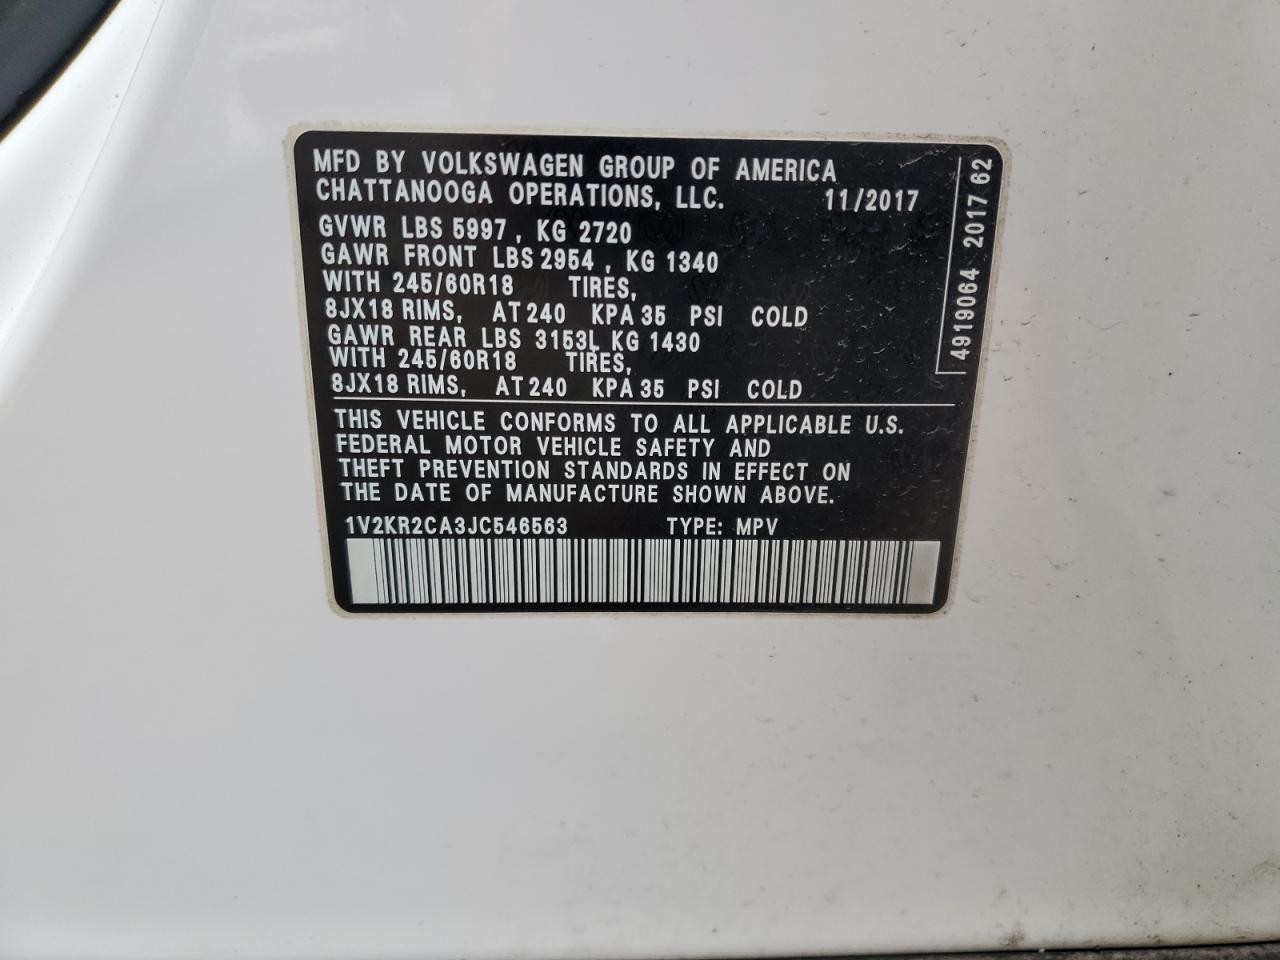 MFD BY VOLKSWAGEN GROUP OF AMERICA
CHATTANOOGA OPERATIONS, LLC. 11/2017
GVWR LBS 5997, KG 2720
GAWR FRONT LBS 2954, KG 1340
WITH 245/60R18 TIRES,
8JX18 RIMS, AT 240 KPA 35 PSI COLD
GAWR REAR LBS 3153L KG 1430
WITH 245/60R18 TIRES,
8JX18 RIMS, AT 240 KPA 35 PSI COLD
THIS VEHICLE CONFORMS TO ALL APPLICABLE U.S.
FEDERAL MOTOR VEHICLE SAFETY AND
THEFT PREVENTION STANDARDS IN EFFECT ON
THE DATE OF MANUFACTURE SHOWN ABOVE.
1V2KR2CA3JC546563 TYPE: MPV
4919064 2017 62